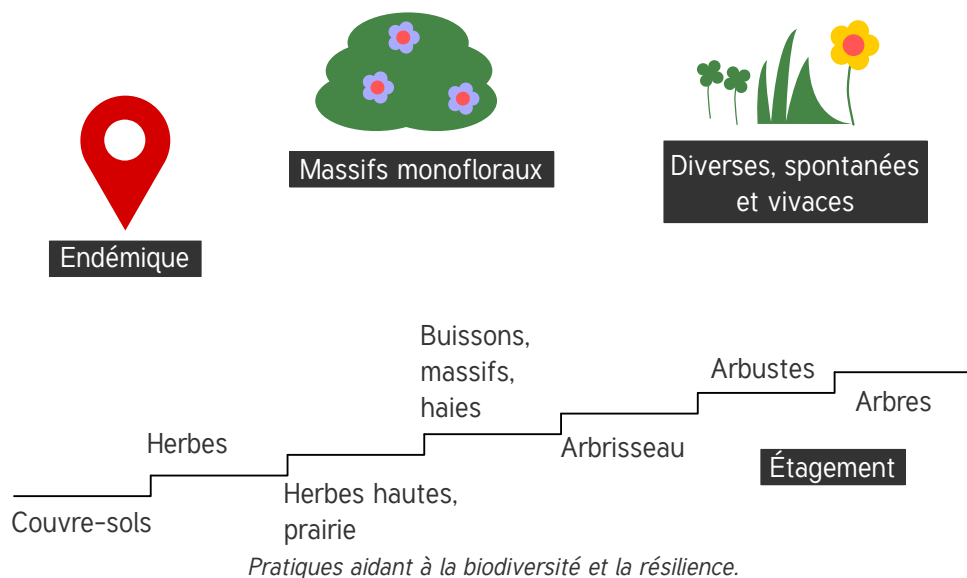 Massifs monofloraux
Diverses, spontanées
et vivaces
Endémique
Buissons,
massifs,
haies
Arbustes
Arbres
Herbes
Arbrisseau
Étagement
Herbes hautes,
prairie
Couvre-sols
Pratiques aidant à la biodiversité et la résilience.